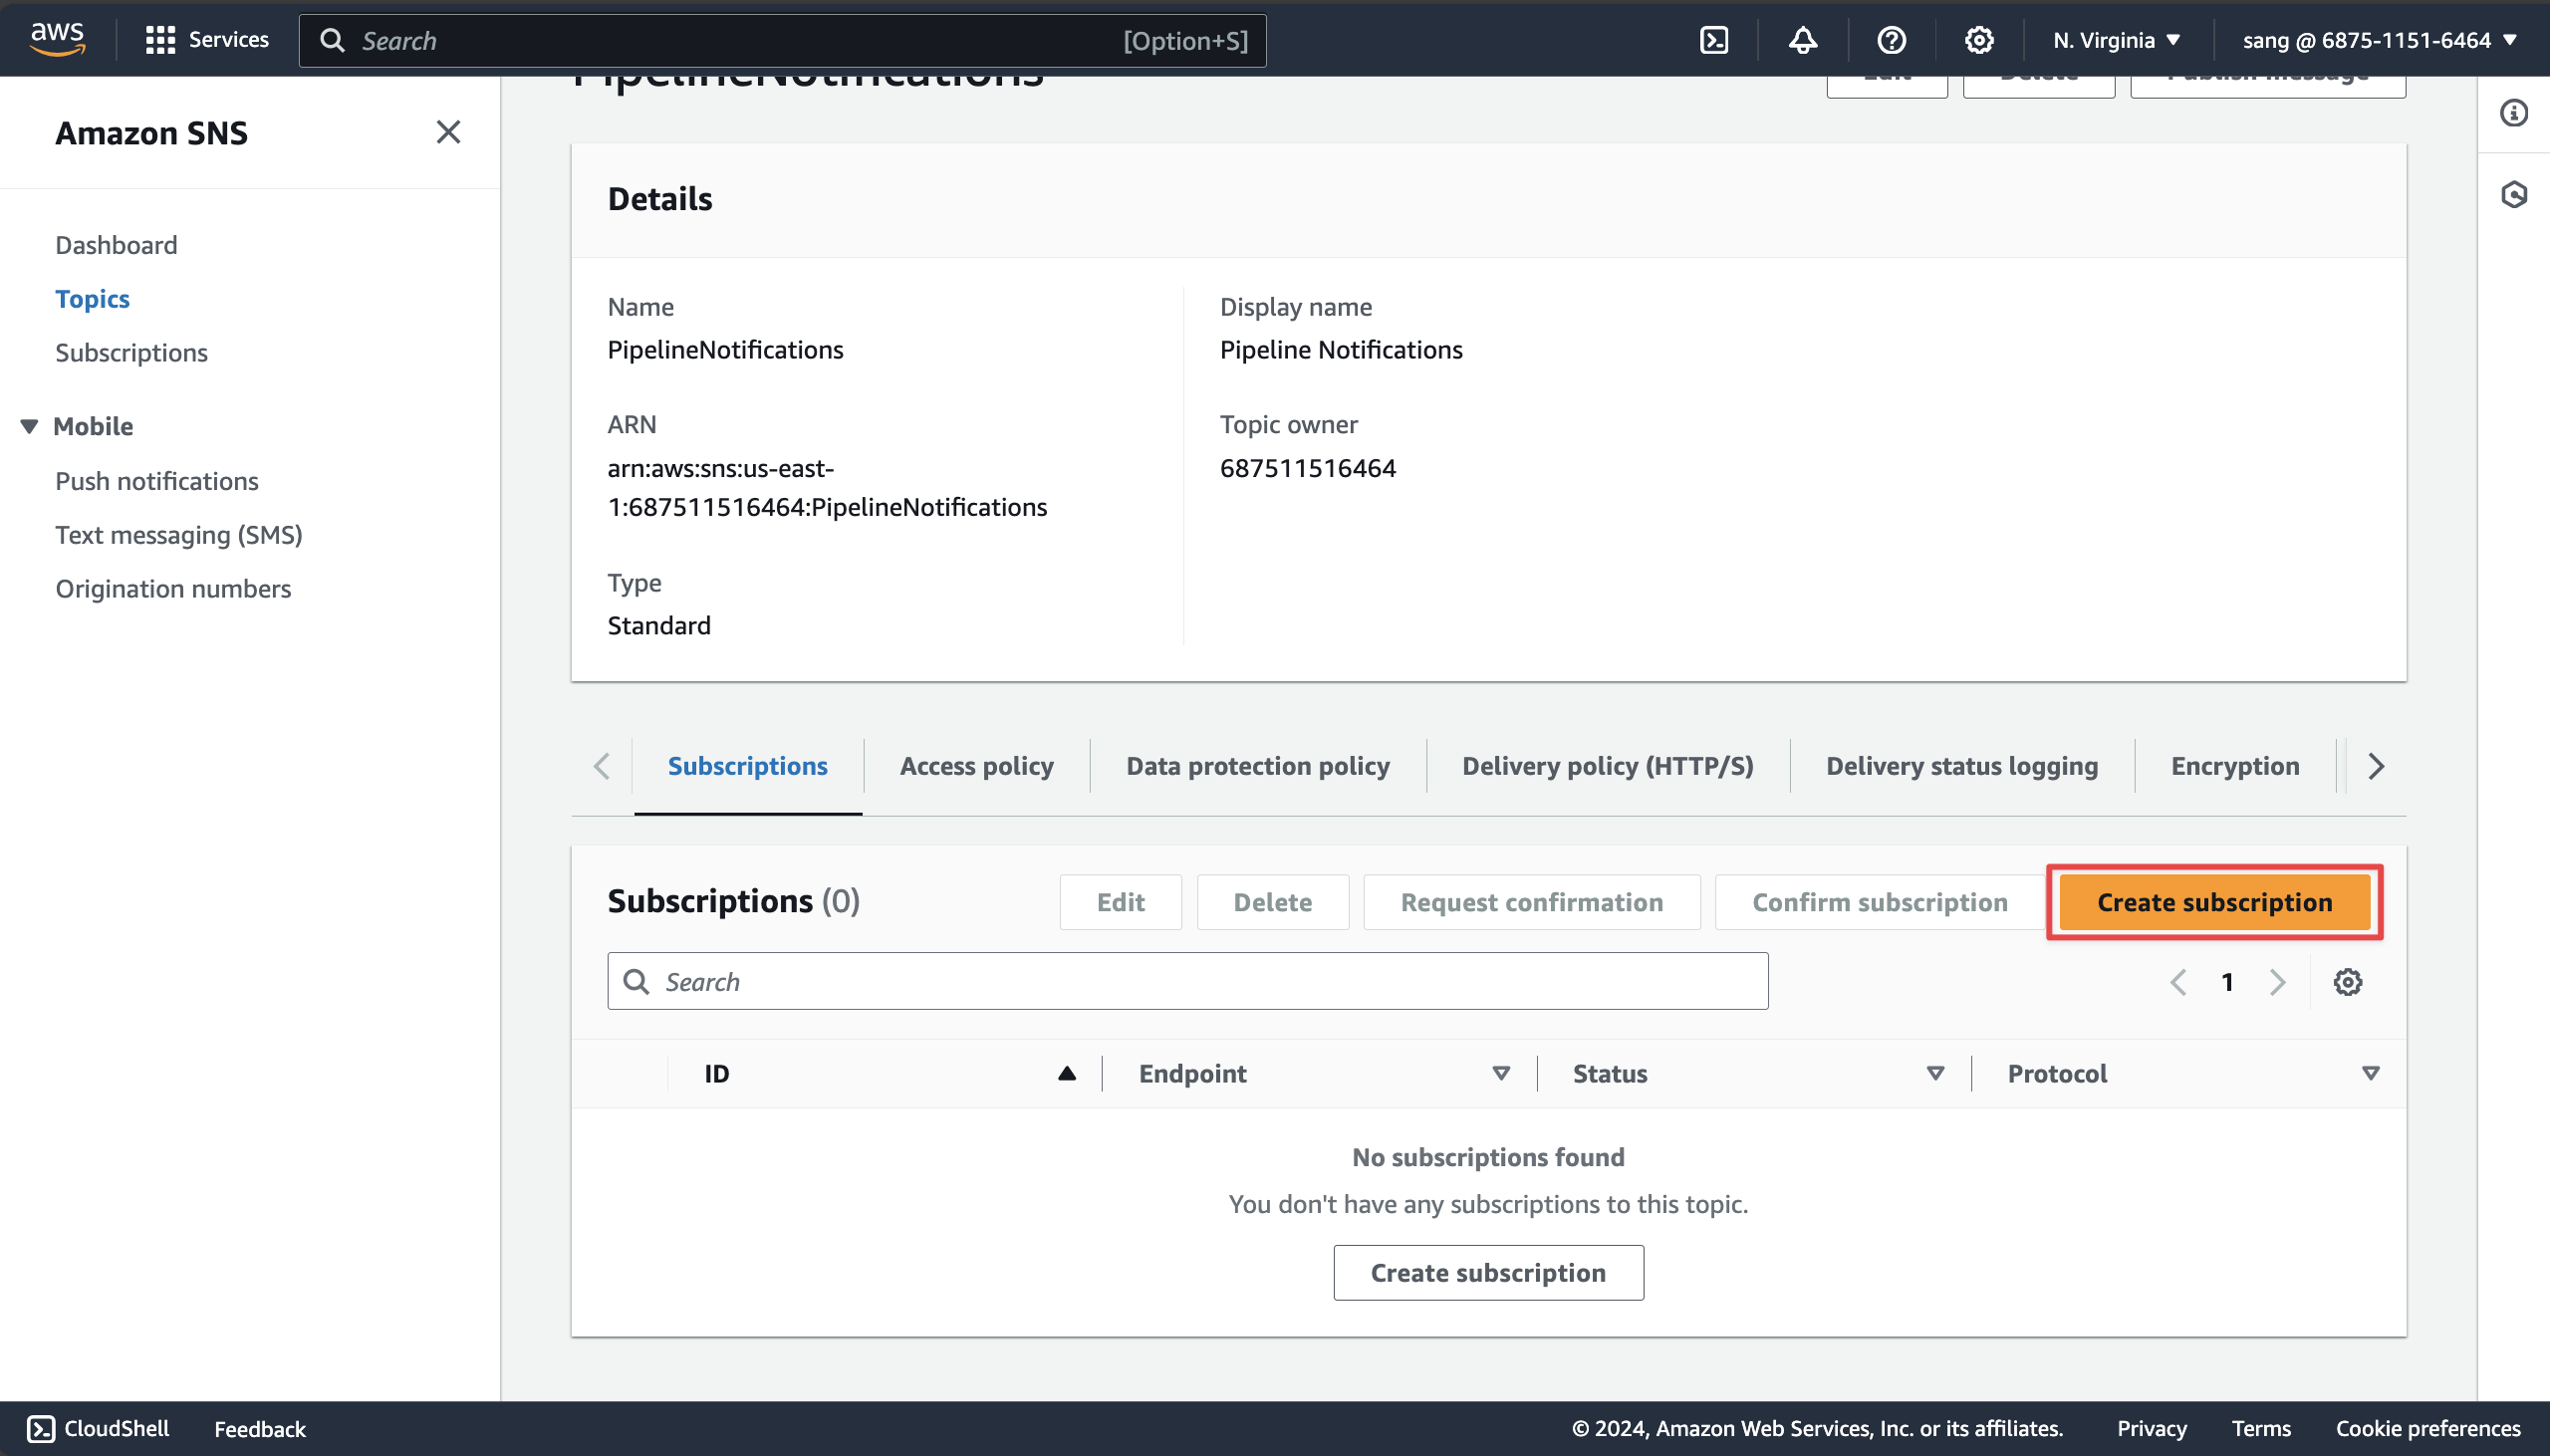 aws
Services
Search
[Option+S]
N. Virginia
sang @ 6875-1151-6464
PipelineNotifications
Edit
Delete
Publish message
Amazon SNS
Dashboard
Topics
Subscriptions
Mobile
Push notifications
Text messaging (SMS)
Origination numbers
Details
Name
PipelineNotifications
Display name
Pipeline Notifications
ARN
arn:aws:sns:us-east-
1:687511516464:PipelineNotifications
Topic owner
687511516464
Type
Standard
Subscriptions
Access policy
Data protection policy
Delivery policy (HTTP/S)
Delivery status logging
Encryption
Subscriptions (0)
Edit
Delete
Request confirmation
Confirm subscription
Create subscription
Search
1
ID
Endpoint
Status
Protocol
No subscriptions found
You don't have any subscriptions to this topic.
Create subscription
CloudShell
Feedback
© 2024, Amazon Web Services, Inc. or its affiliates.
Privacy
Terms
Cookie preferences